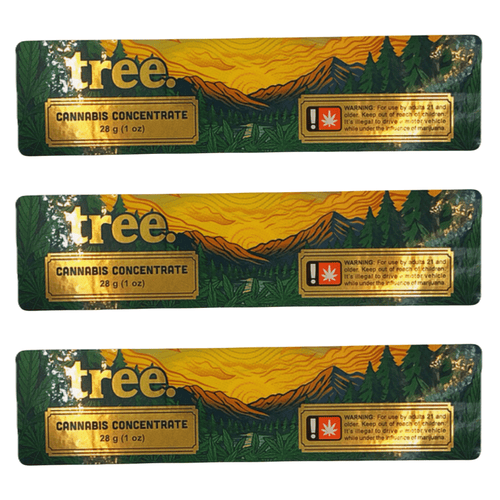 tree.
CANNABIS CONCENTRATE
28 g (1 oz)
WARNING: For use by adults 21 and
older. Keep out of reach of children.
It's illegal to drive a motor vehicle
while under the influence of marijuana.
tree.
CANNABIS CONCENTRATE
28 g (1 oz)
WARNING: For use by adults 21 and
older. Keep out of reach of children.
It's illegal to drive a motor vehicle
while under the influence of marijuana.
tree.
CANNABIS CONCENTRATE
28 g (1 oz)
WARNING: For use by adults 21 and
older. Keep out of reach of children.
It's illegal to drive a motor vehicle
while under the influence of marijuana.